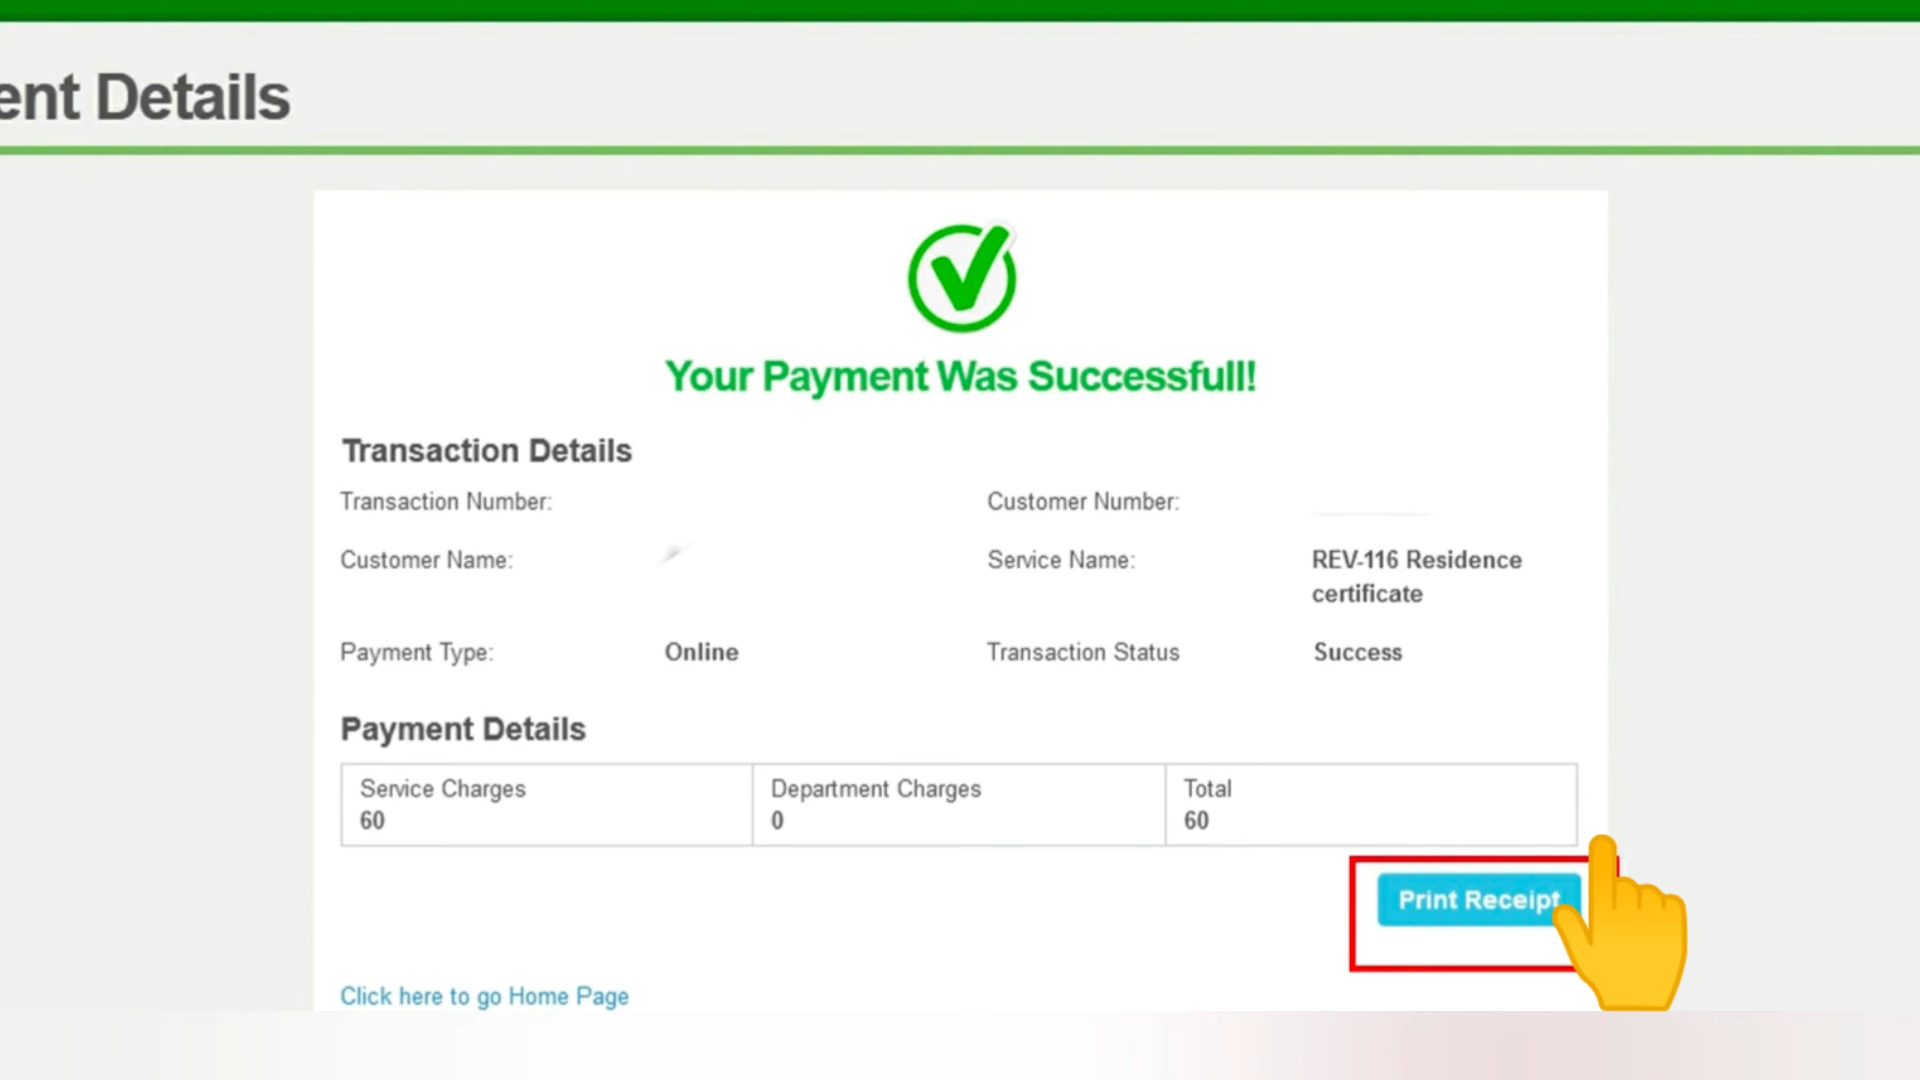 ent Details
Your Payment Was Successfull!
Transaction Details
Transaction Number:
Customer Number:
Customer Name:
Service Name:
REV-116 Residence
certificate
Payment Type:
Online
Transaction Status
Success
Payment Details
Service Charges
60
Department Charges
0
Total
60
Print Receipt
Click here to go Home Page